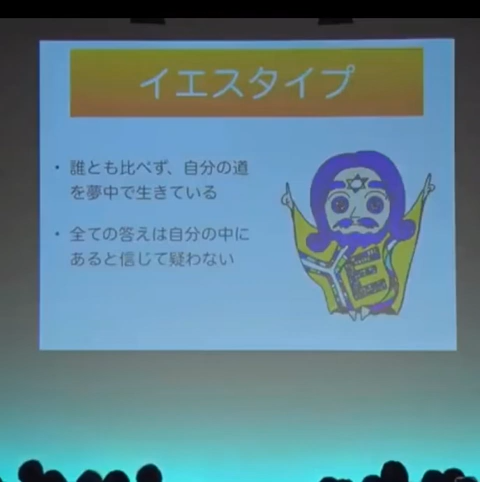 イエスタイプ
・誰とも比べず、自分の道
を夢中で生きている
・全ての答えは自分の中に
あると信じて疑わない